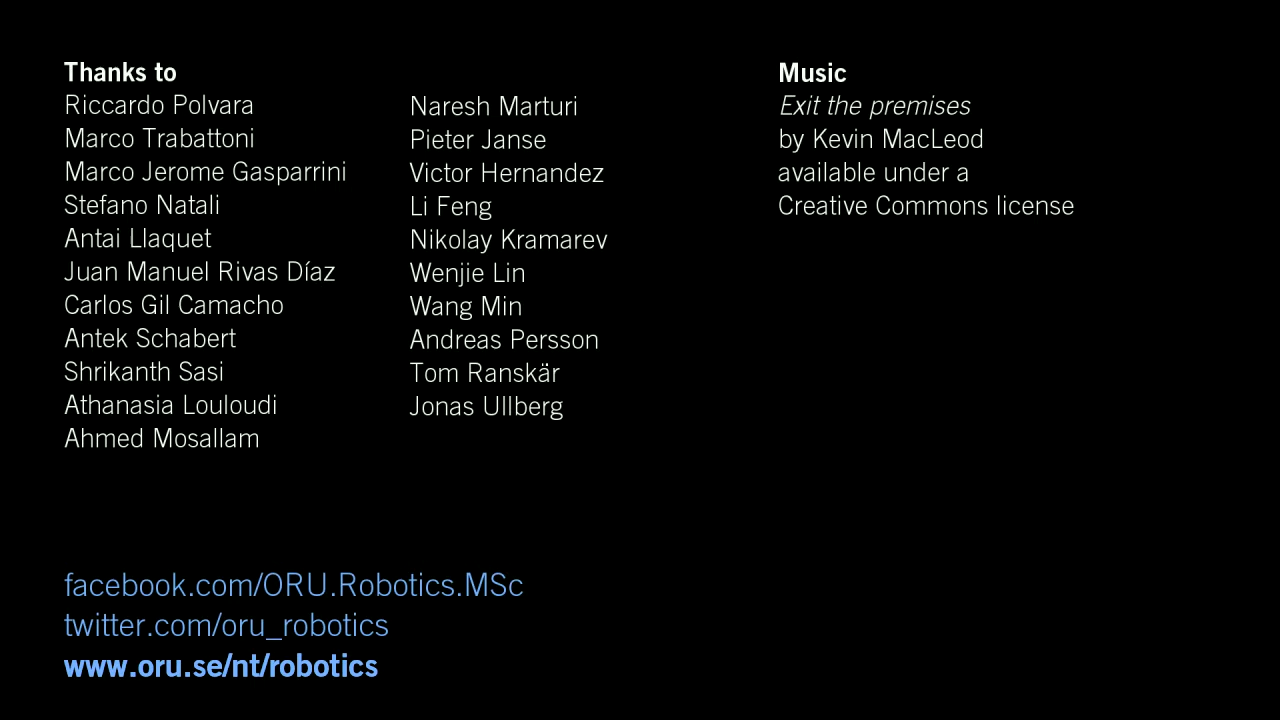 Thanks to
Riccardo Polvara
Marco Trabattoni
Marco Jerome Gasparrini
Stefano Natali
Antai Llaquet
Juan Manuel Rivas Díaz
Carlos Gil Camacho
Antek Schabert
Shrikanth Sasi
Athanasia Louloudi
Ahmed Mosallam
Naresh Marturi
Pieter Janse
Victor Hernandez
Li Feng
Nikolay Kramarev
Wenjie Lin
Wang Min
Andreas Persson
Tom Ranskär
Jonas Ullberg
Music
Exit the premises
by Kevin MacLeod
available under a
Creative Commons license
facebook.com/ORU.Robotics.MSc
twitter.com/oru_robotics
www.oru.se/nt/robotics